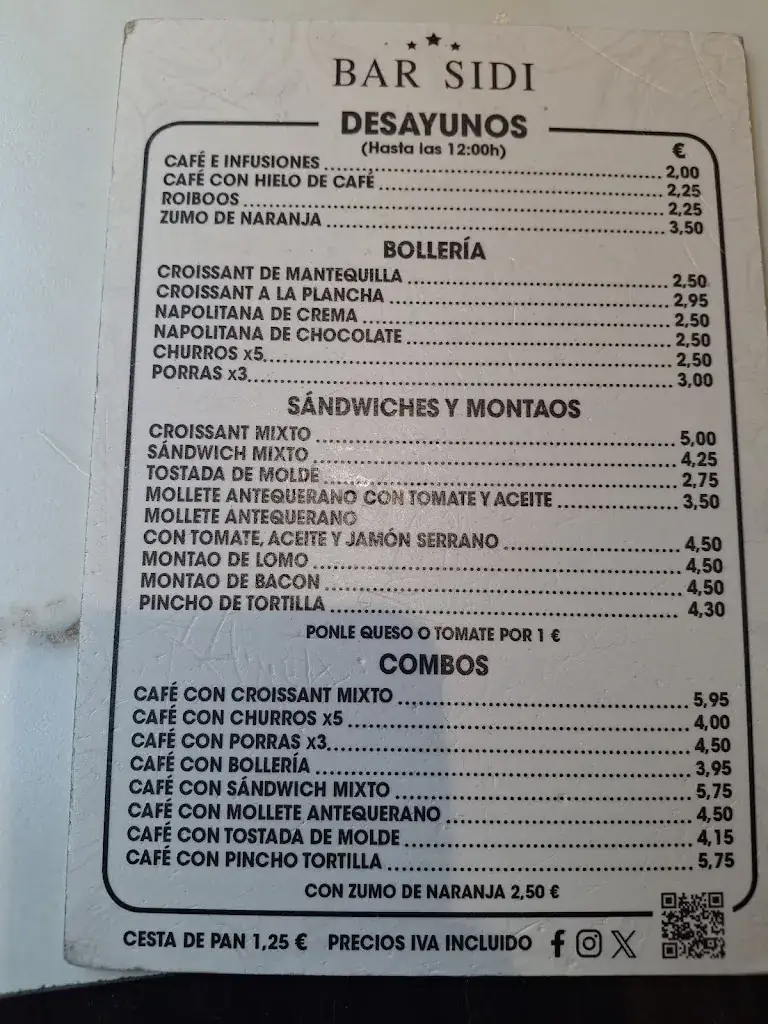 BAR SIDI
DESAYUNOS
(Hasta las 12:00h)
€
CAFÉ E INFUSIONES 2,00
CAFÉ CON HIELO DE CAFÉ 2,25
ROIBOOS 2,25
ZUMO DE NARANJA 3,50
BOLLERÍA
CROISSANT DE MANTEQUILLA 2,50
CROISSANT A LA PLANCHA 2,95
NAPOLITANA DE CREMA 2,50
NAPOLITANA DE CHOCOLATE 2,50
CHURROS x5 2,50
PORRAS x3 3,00
SÁNDWICHES Y MONTAOS
CROISSANT MIXTO 5,00
SÁNDWICH MIXTO 4,25
TOSTADA DE MOLDE 2,75
MOLLETE ANTEQUERANO CON TOMATE Y ACEITE 3,50
MOLLETE ANTEQUERANO
CON TOMATE, ACEITE Y JAMÓN SERRANO 4,50
MONTAO DE LOMO 4,50
MONTAO DE BACON 4,50
PINCHO DE TORTILLA 4,30
PONLE QUESO O TOMATE POR 1 €
COMBOS
CAFÉ CON CROISSANT MIXTO 5,95
CAFÉ CON CHURROS x5 4,00
CAFÉ CON PORRAS x3 4,50
CAFÉ CON BOLLERÍA 3,95
CAFÉ CON SÁNDWICH MIXTO 5,75
CAFÉ CON MOLLETE ANTEQUERANO 4,50
CAFÉ CON TOSTADA DE MOLDE 4,15
CAFÉ CON PINCHO TORTILLA 5,75
CON ZUMO DE NARANJA 2,50 €
CESTA DE PAN 1,25 € PRECIOS IVA INCLUIDO